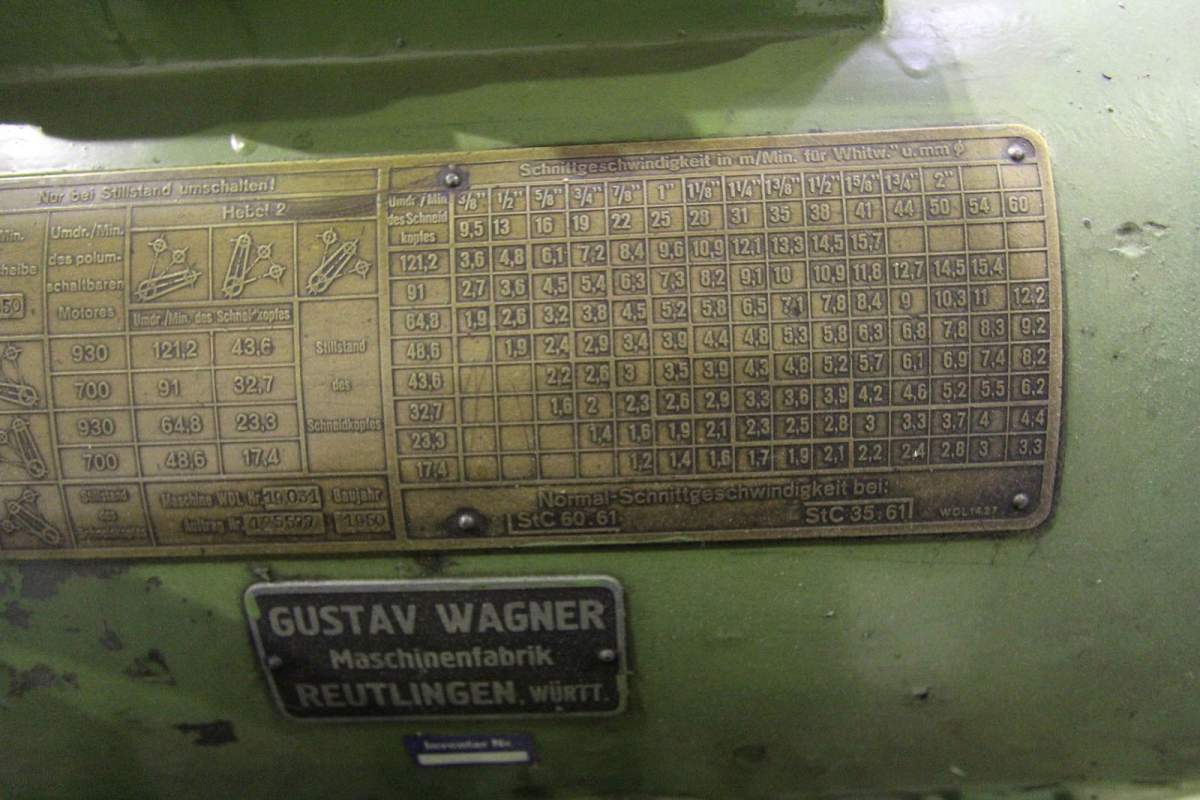 Nur bei Stillstand umschalten!
Schnittgeschwindigkeit in m/Min. für Whitw." u. mm ϕ
Min. Umdr./Min. Hebel 2
cheibe des polum-
schaltbaren
50 Motores Umdr./Min. des Schneidkopfes
930 121,2 43,6 Stillstand
700 91 32,7 des
930 64,8 23,3 Schneidkopfes
700 48,6 17,4
Stillstand Maschine WDL. Nr. Baujahr
des Auftrag Nr. 1950
Umdr./Min 3/8" 1/2" 5/8" 3/4" 7/8" 1" 1 1/8" 1 1/4" 1 3/8" 1 1/2" 1 5/8" 1 3/4" 2"
des Schneid 9,5 13 16 19 22 25 28 31 35 38 41 44 50 54 60
kopfes
121,2 3,6 4,8 6,1 7,2 8,4 9,6 10,9 12,1 13,3 14,5 15,7
91 2,7 3,6 4,5 5,4 6,3 7,3 8,2 9,1 10 10,9 11,8 12,7 14,5 15,4
64,8 1,9 2,6 3,2 3,8 4,5 5,2 5,8 6,5 7,1 7,8 8,4 9 10,3 11 12,2
48,6 1,9 2,4 2,9 3,4 3,9 4,4 4,8 5,3 5,8 6,3 6,8 7,8 8,3 9,2
43,6 2,2 2,6 3 3,5 3,9 4,3 4,8 5,2 5,7 6,1 6,9 7,4 8,2
32,7 1,6 2 2,3 2,6 2,9 3,3 3,6 3,9 4,2 4,6 5,2 5,5 6,2
23,3 1,4 1,6 1,9 2,1 2,3 2,5 2,8 3 3,3 3,7 4 4,4
17,4 1,2 1,4 1,6 1,7 1,9 2,1 2,2 2,4 2,8 3 3,3
Normal-Schnittgeschwindigkeit bei:
StC 60.61 StC 35.61 WDL1427
GUSTAV WAGNER
Maschinenfabrik
REUTLINGEN, WÜRTT.
Inventar Nr.